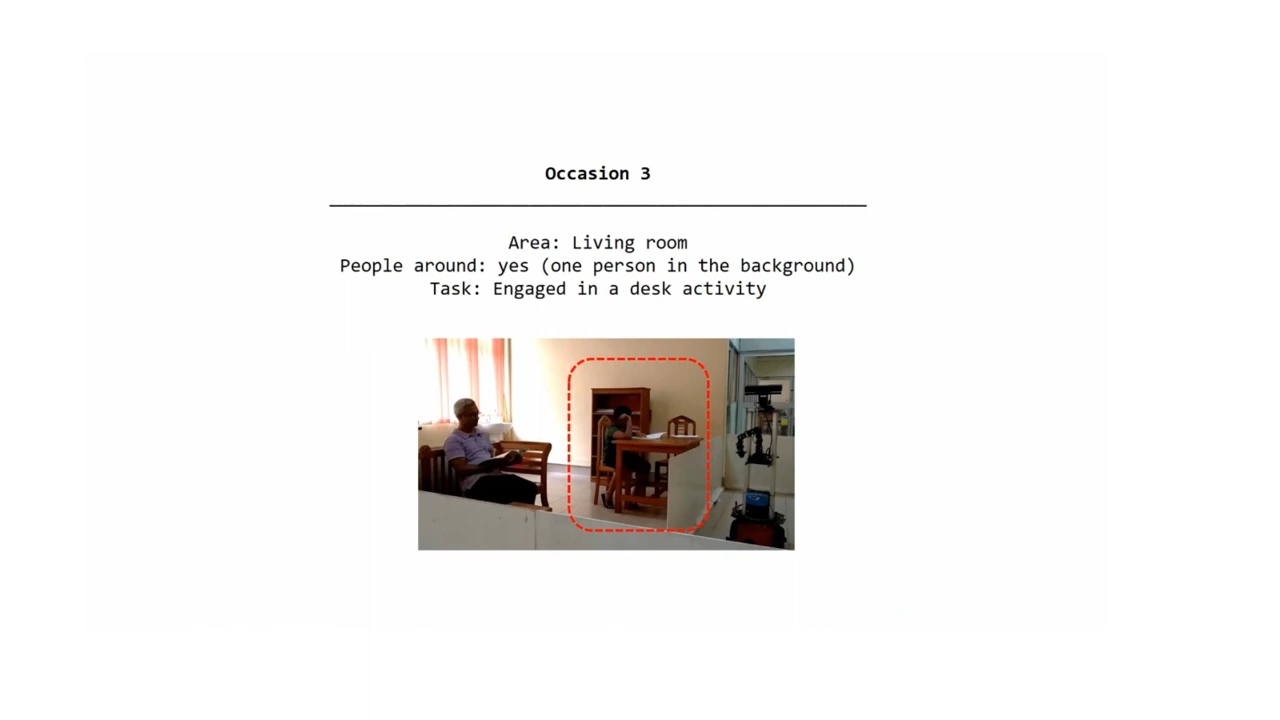 Occasion 3
Area: Living room
People around: yes (one person in the background)
Task: Engaged in a desk activity